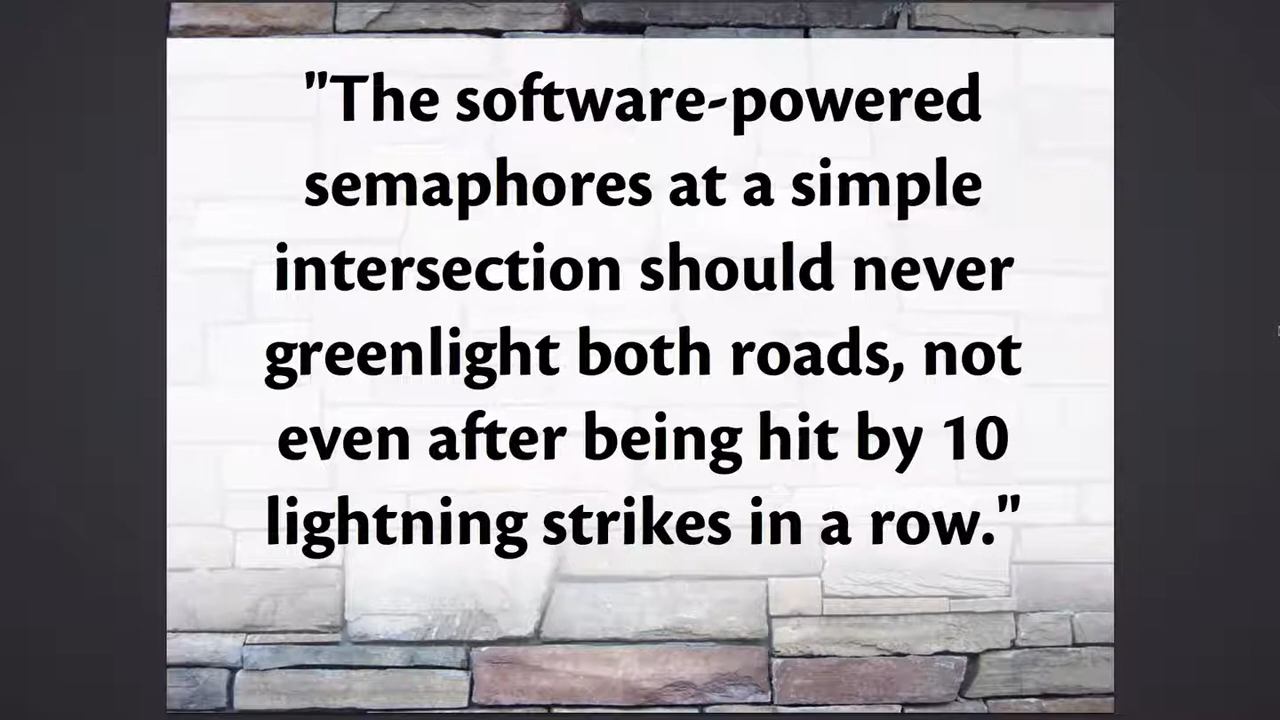 "The software-powered
semaphores at a simple
intersection should never
greenlight both roads, not
even after being hit by 10
lightning strikes in a row."